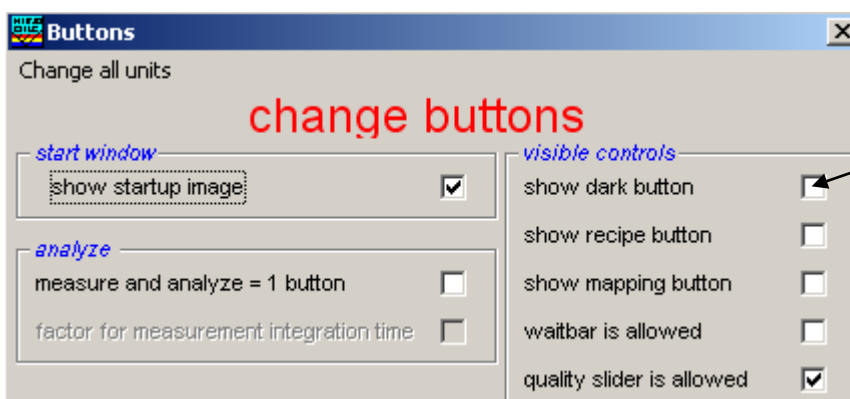 Buttons
Change all units
change buttons
start window
show startup image
analyze
measure and analyze = 1 button
factor for measurement integration time
visible controls
show dark button
show recipe button
show mapping button
waitbar is allowed
quality slider is allowed